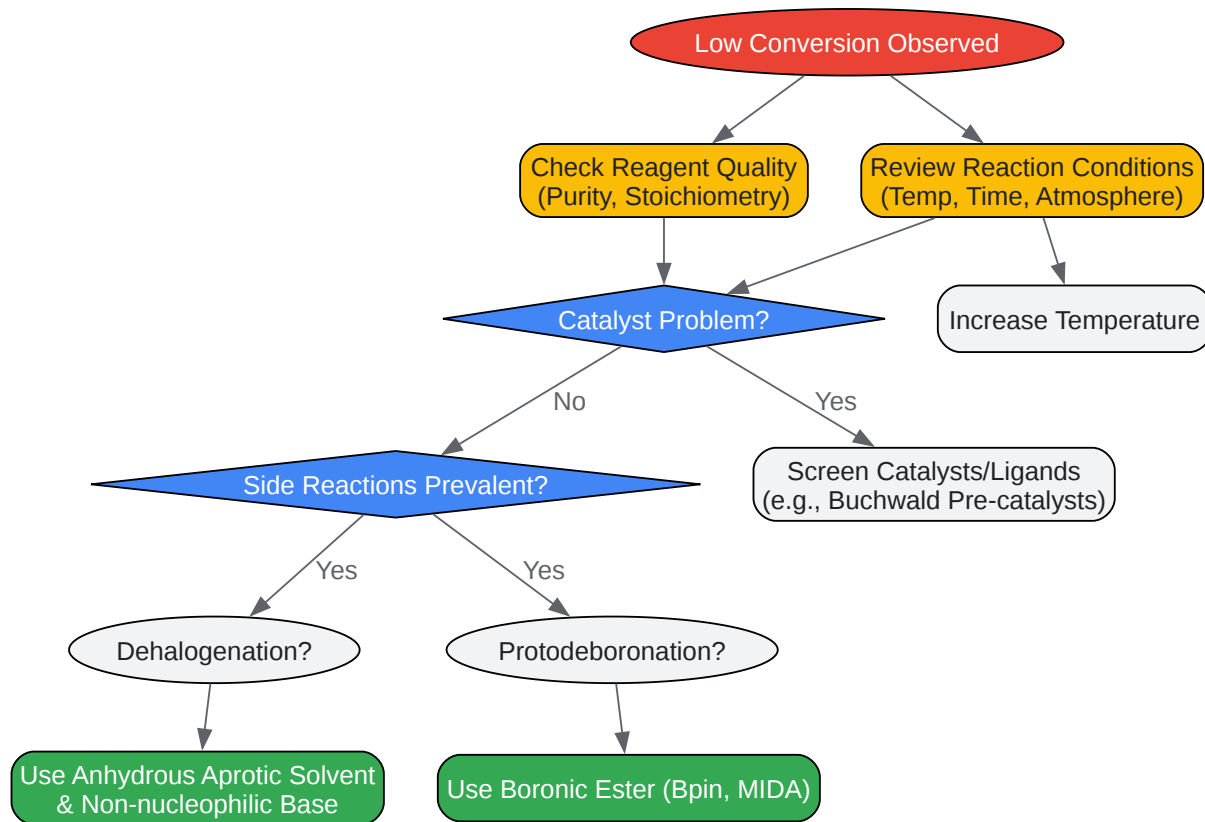 Low Conversion Observed
Check Reagent Quality
(Purity, Stoichiometry)
Review Reaction Conditions
(Temp, Time, Atmosphere)
Catalyst Problem?
Increase Temperature
No
Yes
Side Reactions Prevalent?
Screen Catalysts/Ligands
(e.g., Buchwald Pre-catalysts)
Yes
Yes
Dehalogenation?
Protodeboronation?
Use Anhydrous Aprotic Solvent
& Non-nucleophilic Base
Use Boronic Ester (Bpin, MIDA)